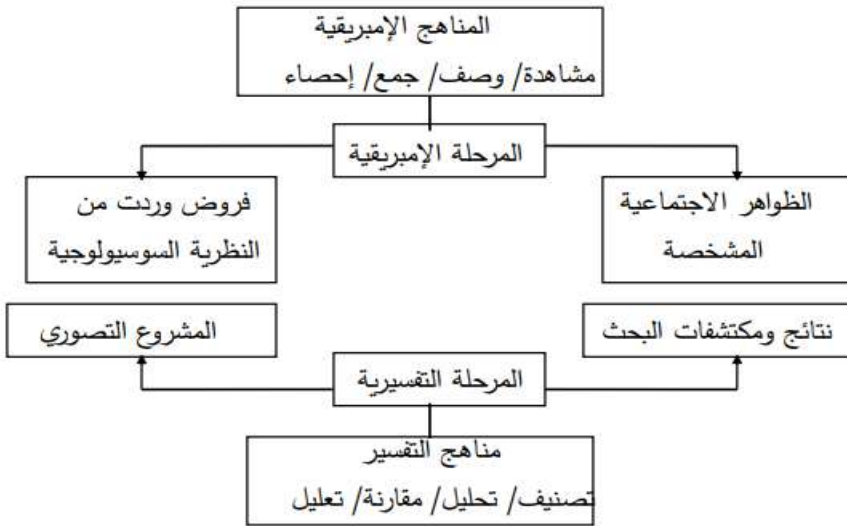 المناهج الإمبريقية
مشاهدة/ وصف/ جمع/ إحصاء
المرحلة الإمبريقية
الظواهر الاجتماعية
المشخصة
فروض وردت من
النظرية السوسيولوجية
نتائج ومكتشفات البحث
المشروع التصوري
المرحلة التفسيرية
مناهج التفسير
تصنيف/ تحليل/ مقارنة/ تعليل